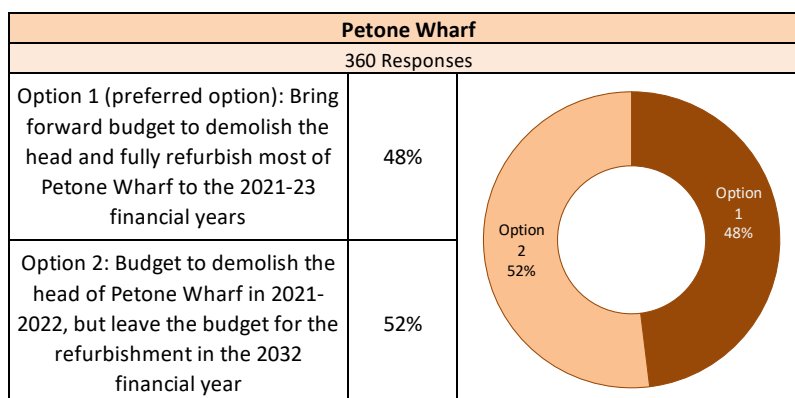 Petone Wharf
360 Responses
Option 1 (preferred option): Bring
forward budget to demolish the
head and fully refurbish most of
Petone Wharf to the 2021-23
financial years
48%
Option 2: Budget to demolish the
head of Petone Wharf in 2021-
2022, but leave the budget for the
refurbishment in the 2032
financial year
52%
Option
1
48%
Option
2
52%